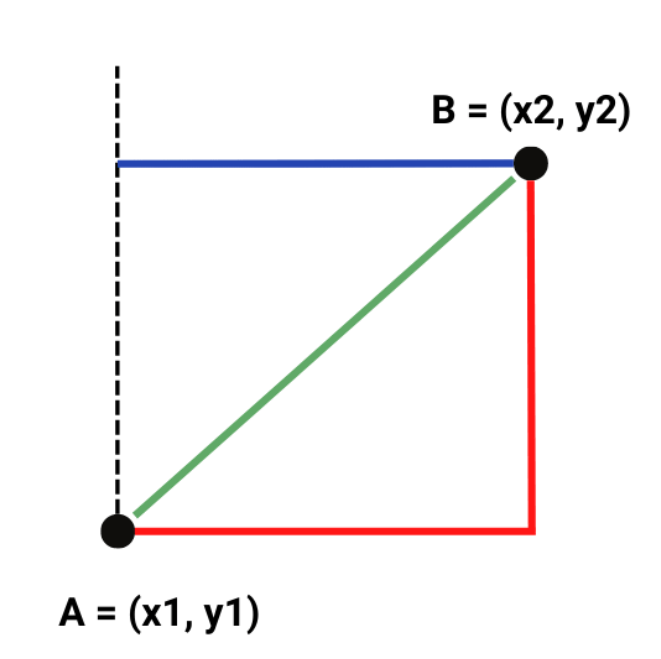 B = (x2, y2)
A = (x1, y1)